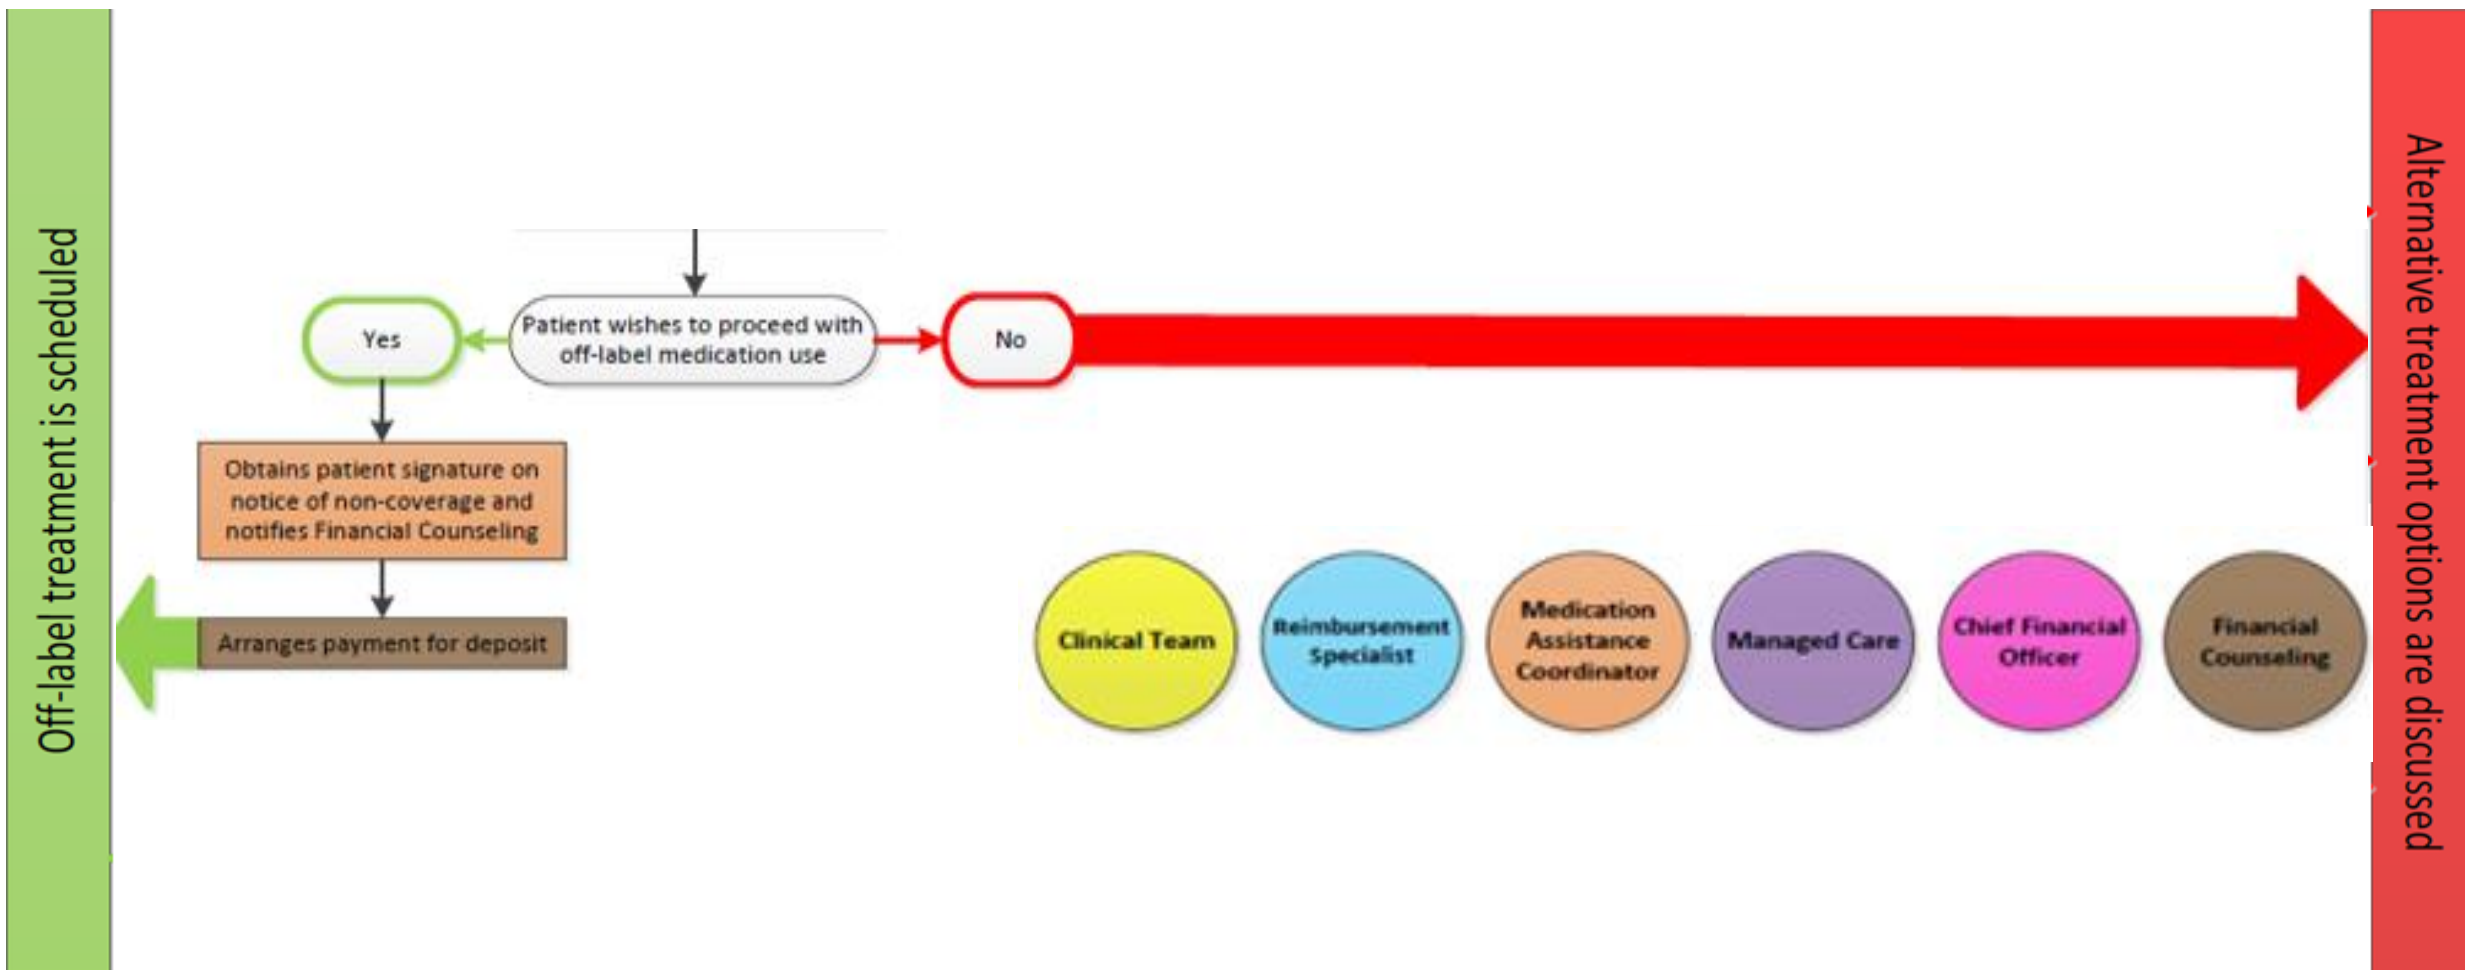 Off-label treatment is scheduled
Yes
Patient wishes to proceed with
off-label medication use
No
Obtains patient signature on
notice of non-coverage and
notifies Financial Counseling
Arranges payment for deposit
Clinical Team
Reimbursement
Specialist
Medication
Assistance
Coordinator
Managed Care
Chief Financial
Officer
Financial
Counseling
Alternative treatment options are discussed